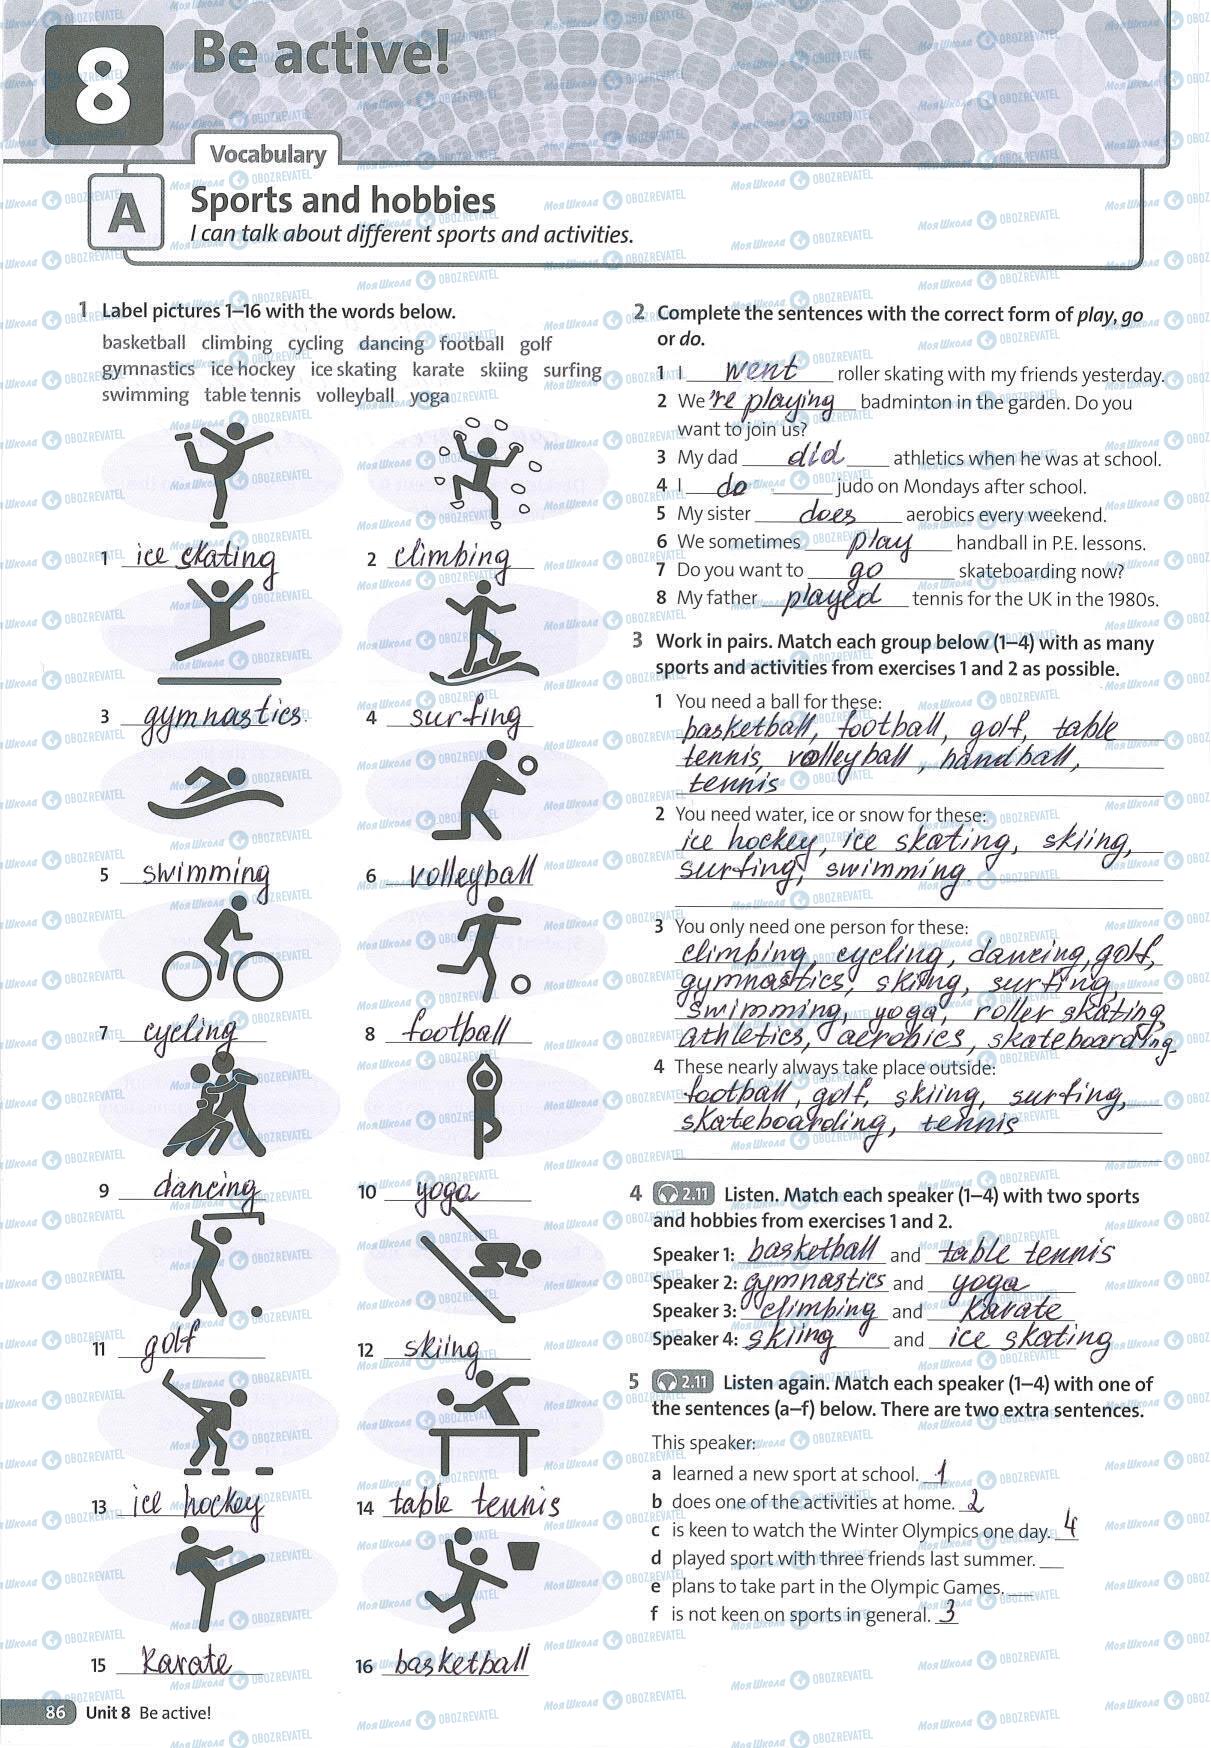 8
Be active!
Vocabulary
A
Sports and hobbies
I can talk about different sports and activities.
1 Label pictures 1–16 with the words below.
basketball climbing cycling dancing football golf
gymnastics ice hockey ice skating karate skiing surfing
swimming table tennis volleyball yoga
1 ice skating
2 climbing
3 gymnastics.
4 surfing
5 swimming
6 volleyball
7 cycling
8 football
9 dancing
10 yoga
11 golf
12 skiing
13 ice hockey
14 table tennis
15 Karate
16 basketball
2 Complete the sentences with the correct form of play, go
or do.
1 I went roller skating with my friends yesterday.
2 We 're playing badminton in the garden. Do you
want to join us?
3 My dad did athletics when he was at school.
4 I do judo on Mondays after school.
5 My sister does aerobics every weekend.
6 We sometimes play handball in P.E. lessons.
7 Do you want to go skateboarding now?
8 My father played tennis for the UK in the 1980s.
3 Work in pairs. Match each group below (1–4) with as many
sports and activities from exercises 1 and 2 as possible.
1 You need a ball for these:
basketball, football, golf, table
tennis, volleyball, handball,
tennis
2 You need water, ice or snow for these:
ice hockey, ice skating, skiing,
surfing, swimming.
3 You only need one person for these:
climbing, cycling, dancing, golf,
gymnastics, skiing, surfing,
swimming, yoga, roller skating,
athletics, aerobics, skateboarding
4 These nearly always take place outside:
football, golf, skiing, surfing,
skateboarding, tennis
4 2.11 Listen. Match each speaker (1–4) with two sports
and hobbies from exercises 1 and 2.
Speaker 1: basketball and table tennis
Speaker 2: gymnastics and yoga
Speaker 3: climbing and Karate
Speaker 4: skiing and ice skating
5 2.11 Listen again. Match each speaker (1–4) with one of
the sentences (a–f) below. There are two extra sentences.
This speaker:
a learned a new sport at school. 1
b does one of the activities at home. 2
c is keen to watch the Winter Olympics one day. 4
d played sport with three friends last summer.
e plans to take part in the Olympic Games.
f is not keen on sports in general. 3
86 Unit 8 Be active!
Моя Школа OBOZREVATEL